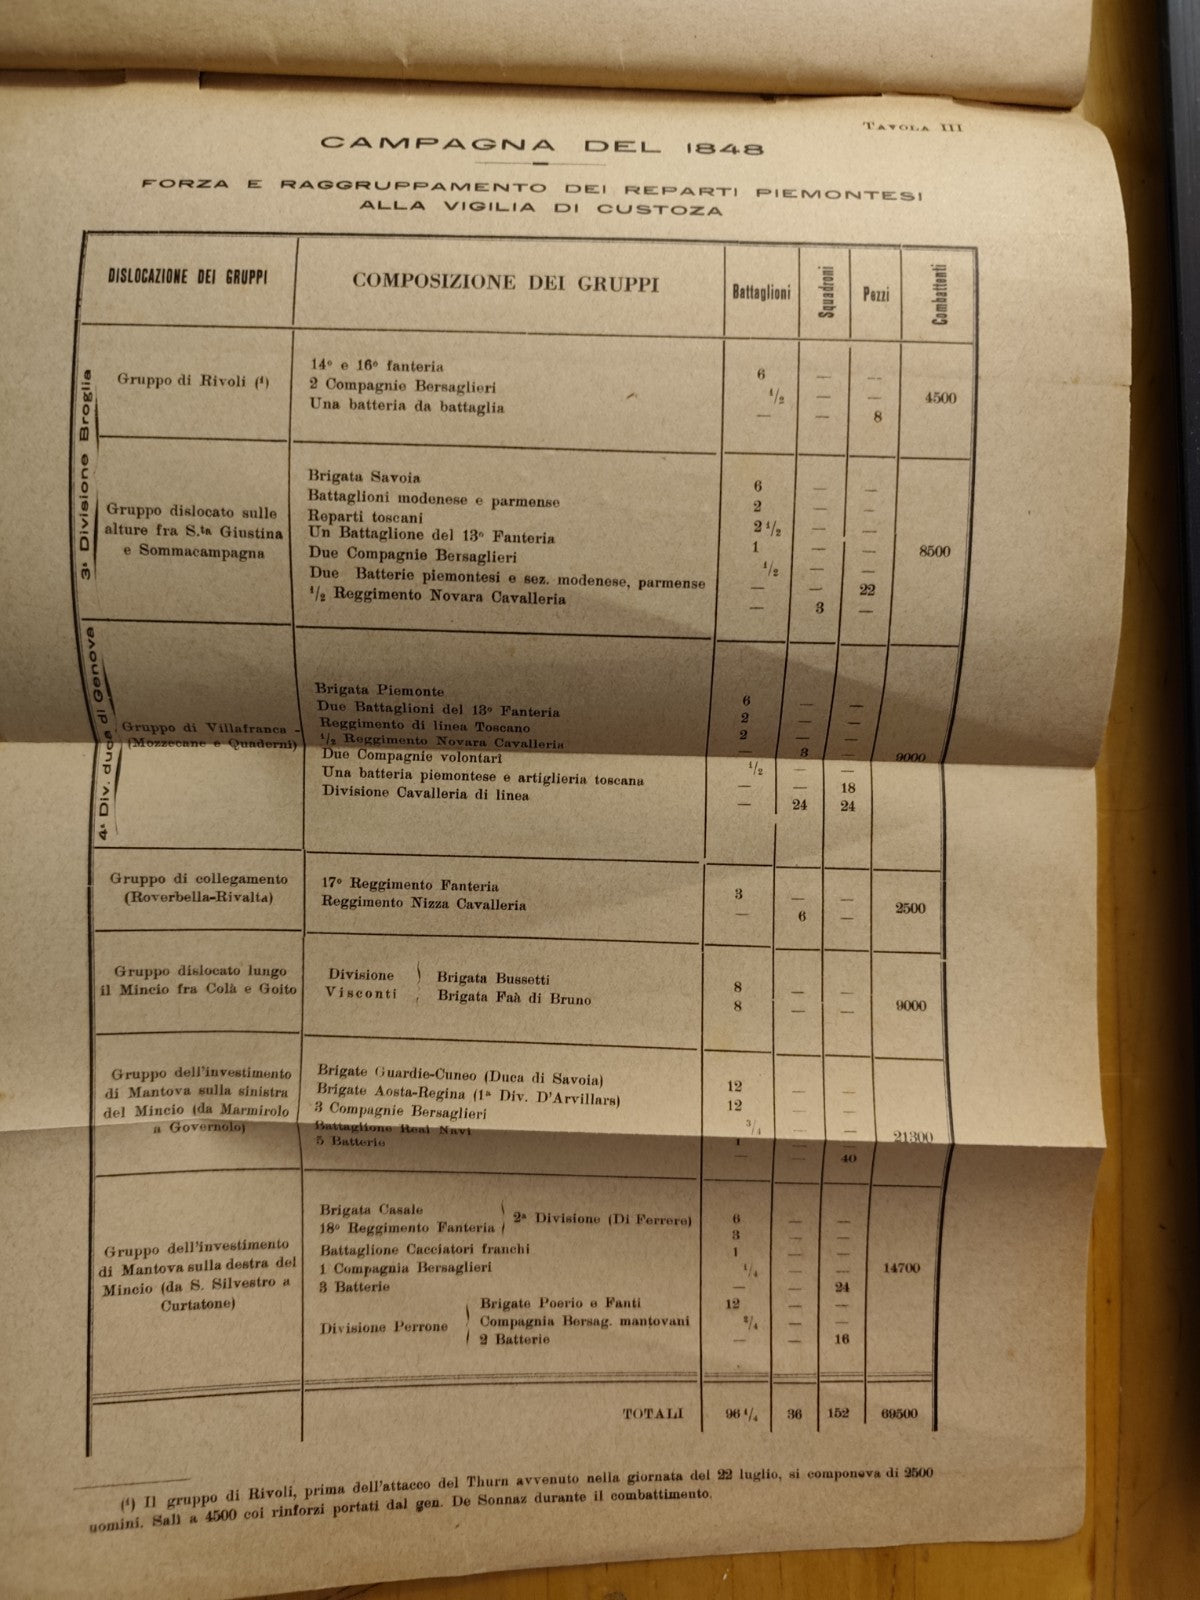 TAVOLA III
CAMPAGNA DEL 1848
FORZA E RAGGRUPPAMENTO DEI REPARTI PIEMONTESI
ALLA VIGILIA DI CUSTOZA
DISLOCAZIONE DEI GRUPPI COMPOSIZIONE DEI GRUPPI Battaglioni Squadroni Pezzi Combattenti
3ª Divisione Broglia
Gruppo di Rivoli (¹) 4500
14º e 16º fanteria 6 — —
2 Compagnie Bersaglieri ¹/₂ — —
Una batteria da battaglia — — 8
Gruppo dislocato sulle
alture fra S.ta Giustina
e Sommacampagna 8500
Brigata Savoia 6 — —
Battaglioni modenese e parmense 2 — —
Reparti toscani 2 ¹/₂ — —
Un Battaglione del 13º Fanteria 1 — —
Due Compagnie Bersaglieri ¹/₂ — —
Due Batterie piemontesi e sez. modenese, parmense — — 22
¹/₂ Reggimento Novara Cavalleria — 3 —
4ª Div. duca di Genova
Gruppo di Villafranca -
(Mozzecane e Quaderni) 9000
Brigata Piemonte 6 — —
Due Battaglioni del 13º Fanteria 2 — —
Reggimento di linea Toscano 2 — —
¹/₂ Reggimento Novara Cavalleria — 3 —
Due Compagnie volontari ¹/₂ — —
Una batteria piemontese e artiglieria toscana — — 18
Divisione Cavalleria di linea — 24 24
Gruppo di collegamento
(Roverbella-Rivalta) 2500
17º Reggimento Fanteria 3 — —
Reggimento Nizza Cavalleria — 6 —
Gruppo dislocato lungo
il Mincio fra Colà e Goito 9000
Divisione
Visconti
Brigata Bussetti 8 — —
Brigata Faà di Bruno 8 — —
Gruppo dell'investimento
di Mantova sulla sinistra
del Mincio (da Marmirolo
a Governolo) 21300
Brigate Guardie-Cuneo (Duca di Savoia) 12 — —
Brigate Aosta-Regina (1ª Div. D'Arvillars) 12 — —
3 Compagnie Bersaglieri ³/₄ — —
Battaglione Real Navi 1 — —
5 Batterie — — 40
Gruppo dell'investimento
di Mantova sulla destra del
Mincio (da S. Silvestro a
Curtatone) 14700
Brigata Casale 6 — —
18º Reggimento Fanteria 3 — —
2ª Divisione (Di Ferrere)
Battaglione Cacciatori franchi 1 — —
1 Compagnia Bersaglieri ¹/₄ — —
3 Batterie — — 24
Divisione Perrone
Brigate Poerio e Fanti 12 — —
Compagnia Bersag. mantovani ²/₄ — —
2 Batterie — — 16
TOTALI 96 ¹/₄ 36 152 69500
(¹) Il gruppo di Rivoli, prima dell'attacco del Thurn avvenuto nella giornata del 22 luglio, si componeva di 2500
uomini. Salì a 4500 coi rinforzi portati dal gen. De Sonnaz durante il combattimento.